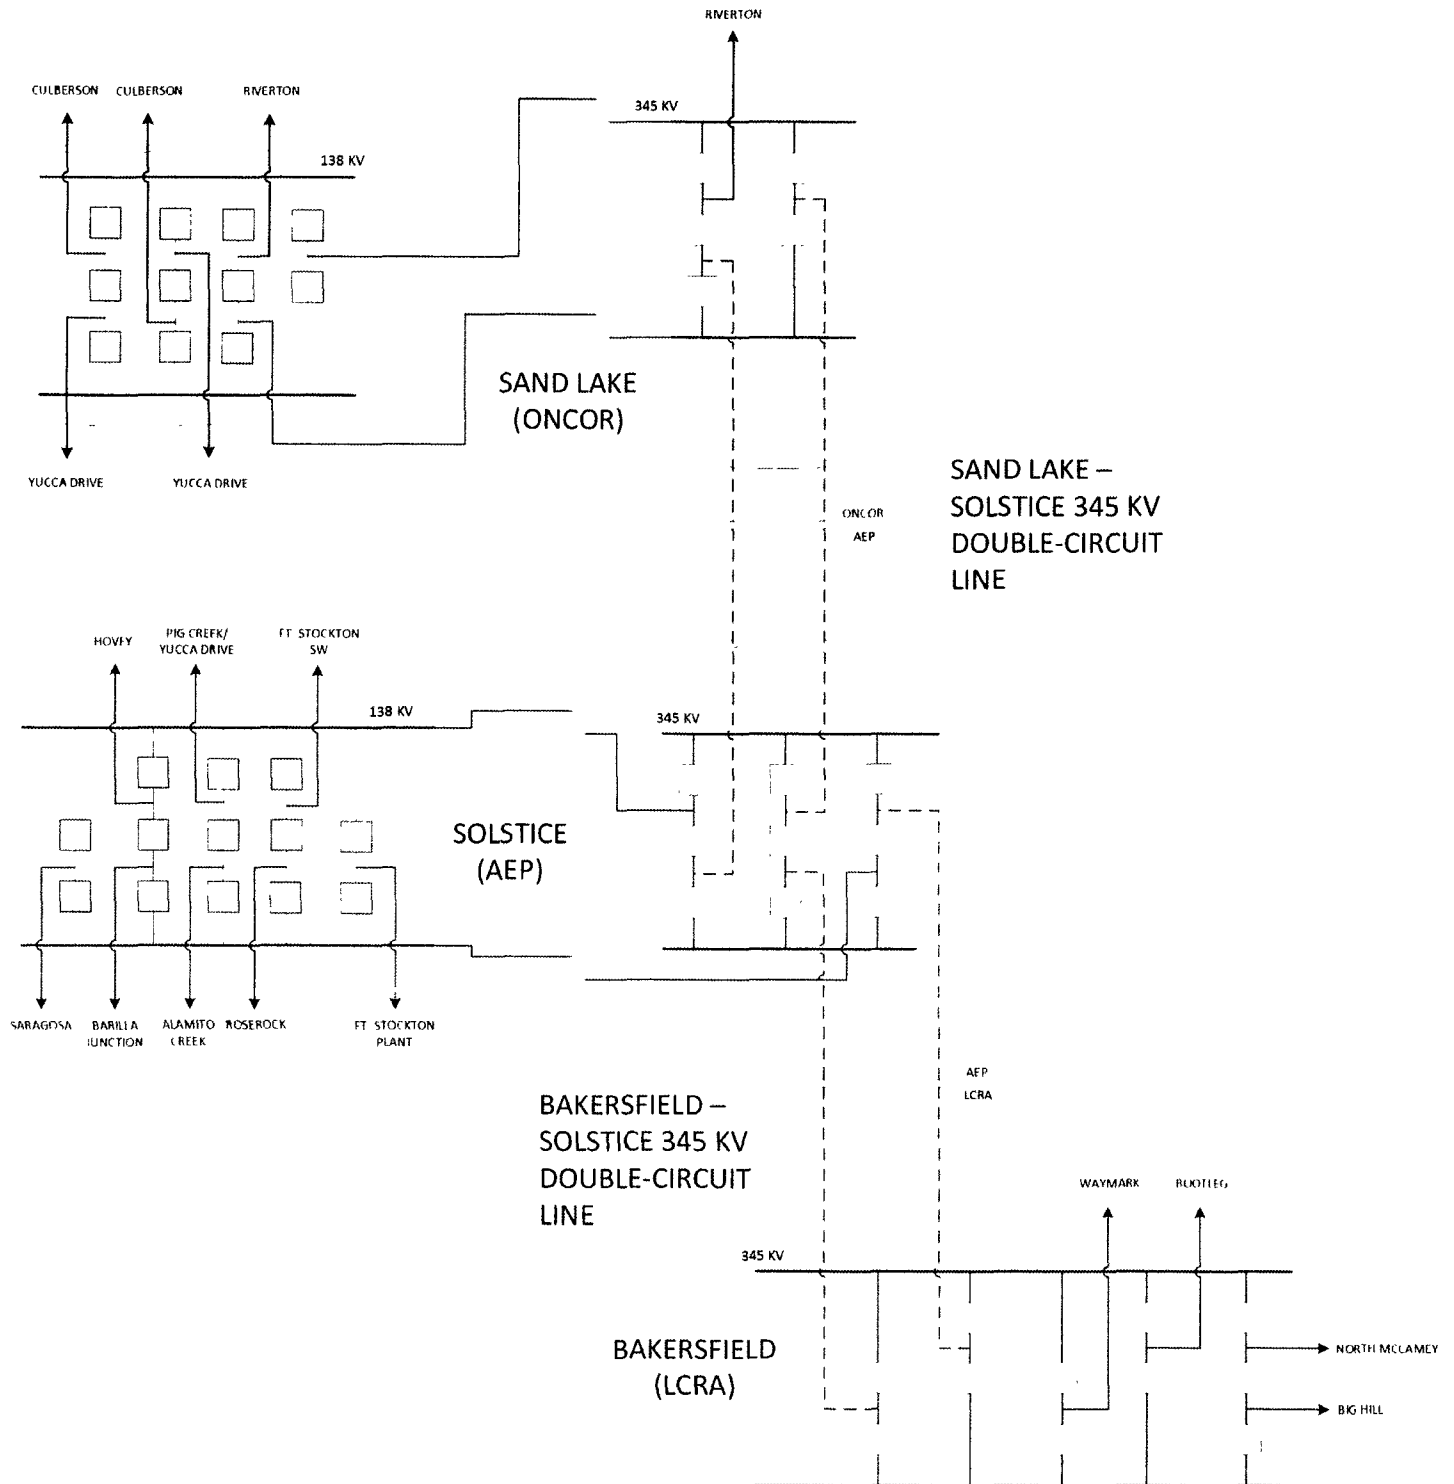 RIVERTON
CULBERSON
CULBERSON
RIVERTON
345 KV
138 KV
SAND LAKE
(ONCOR)
YUCCA DRIVE
YUCCA DRIVE
SAND LAKE –
SOLSTICE 345 KV
DOUBLE-CIRCUIT
LINE
ONCOR
AEP
HOVEY
PIG CREEK/
YUCCA DRIVE
FT STOCKTON
SW
138 KV
345 KV
SOLSTICE
(AEP)
SARAGOSA
BARILLA
JUNCTION
ALAMITO
CREEK
ROSEROCK
FT STOCKTON
PLANT
AEP
LCRA
BAKERSFIELD –
SOLSTICE 345 KV
DOUBLE-CIRCUIT
LINE
WAYMARK
BOOTLEG
345 KV
BAKERSFIELD
(LCRA)
NORTH MCCAMEY
BIG HILL